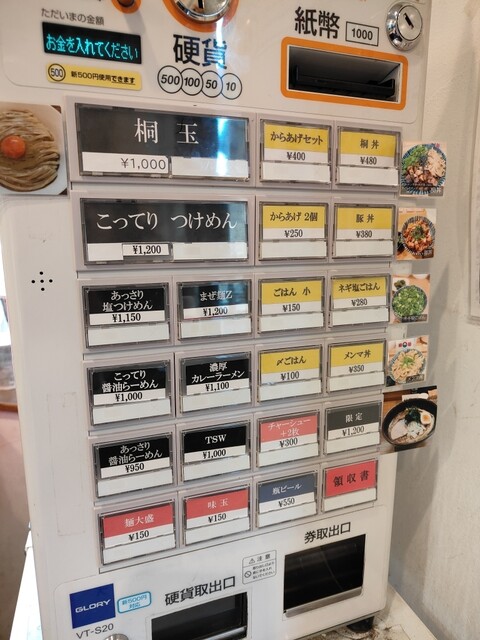 ただいまの金額
お金を入れてください
500 新500円使用できます
硬貨
500 100 50 10
紙幣 1000
桐玉
¥1,000
からあげセット
¥400
桐丼
¥480
こってり つけめん
¥1,200
からあげ 2個
¥250
豚丼
¥380
あっさり
塩つけめん
¥1,150
まぜ麺Z
¥1,200
ごはん 小
¥150
ネギ塩ごはん
¥280
こってり
醤油らーめん
¥1,000
濃厚
カレーラーメン
¥1,100
〆ごはん
¥100
メンマ丼
¥350
あっさり
醤油らーめん
¥950
TSW
¥1,000
チャーシュー
+2枚
¥300
限定
¥1,200
麺大盛
¥150
味玉
¥150
瓶ビール
¥550
領収書
GLORY
新500円
対応
VT-S20
硬貨取出口
注意
券取出口